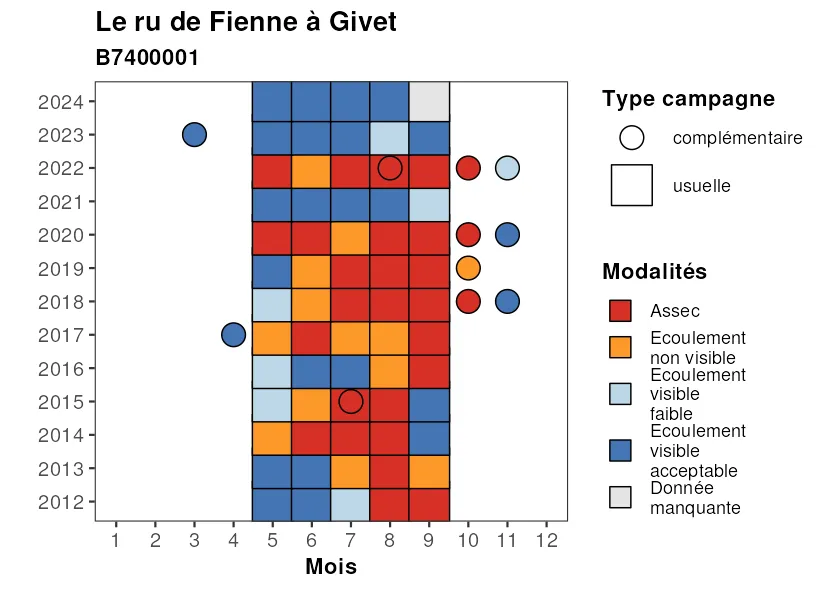 Le ru de Fienne à Givet
B7400001
2024
2023
2022
2021
2020
2019
2018
2017
2016
2015
2014
2013
2012
1 2 3 4 5 6 7 8 9 10 11 12
Mois
Type campagne
complémentaire
usuelle
Modalités
Assec
Ecoulement
non visible
Ecoulement
visible
faible
Ecoulement
visible
acceptable
Donnée
manquante